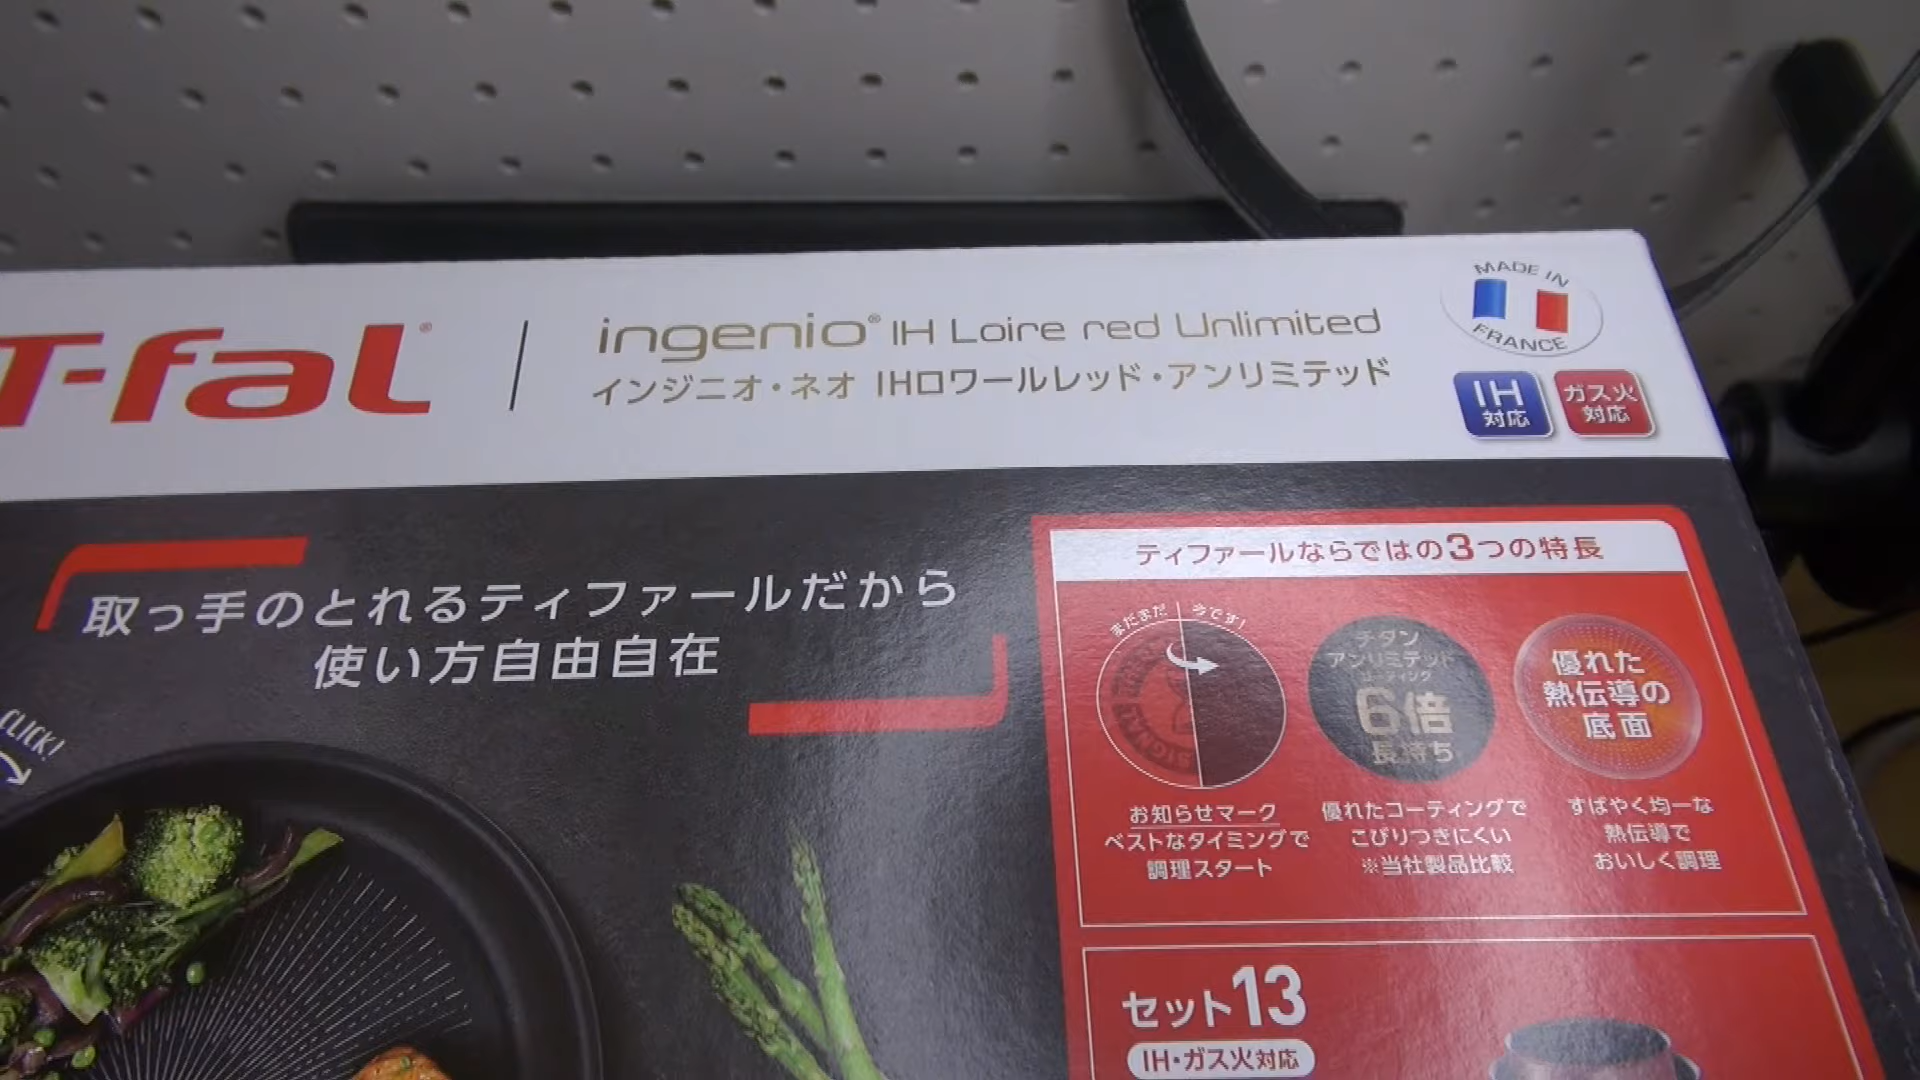 T-fal®
ingenio® IH Loire red Unlimited
インジニオ・ネオ IHロワールレッド・アンリミテッド
MADE IN
FRANCE
IH
対応
ガス火
対応
取っ手のとれるティファールだから
使い方自由自在
CLICK!
ティファールならではの3つの特長
まだまだ
今です!
お知らせマーク
ベストなタイミングで
調理スタート
チタン
アンリミテッド
コーティング
6倍
長持ち
優れたコーティングで
こびりつきにくい
※当社製品比較
優れた
熱伝導の
底面
すばやく均一な
熱伝導で
おいしく調理
セット13
IH・ガス火対応